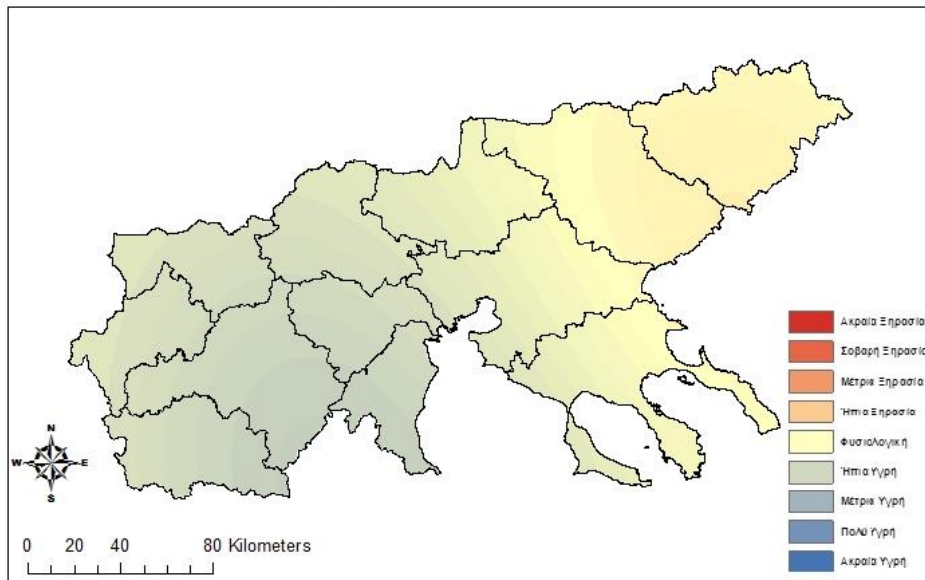 Ακραία Ξηρασία
Σοβαρή Ξηρασία
Μέτρια Ξηρασία
Ήπια Ξηρασία
Φυσιολογική
Ήπια Υγρή
Μέτρια Υγρή
Πολύ Υγρή
Ακραία Υγρή
N
W E
S
0 20 40 80 Kilometers